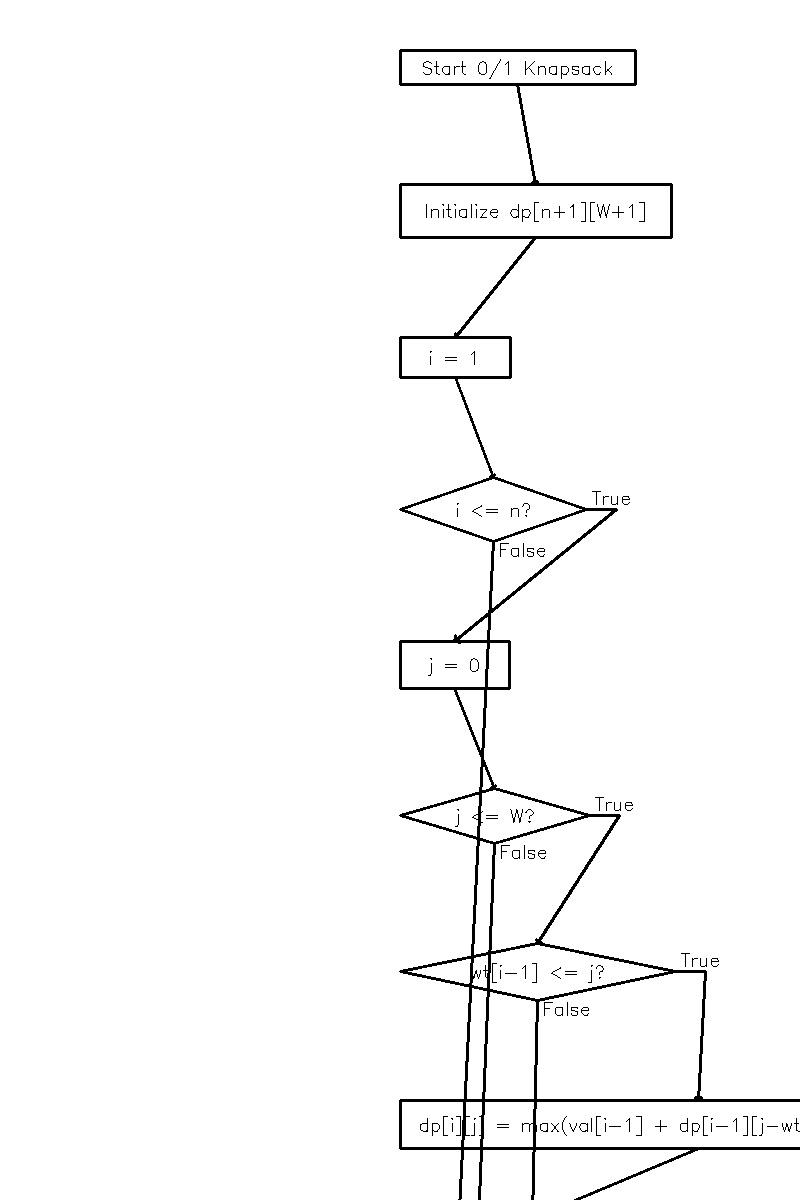 Start 0/1 Knapsack
Initialize dp[n+1][W+1]
i = 1
i <= n?
True
False
j = 0
j <= W?
True
False
wt[i-1] <= j?
True
False
dp[i][j] = max(val[i-1] + dp[i-1][j-wt